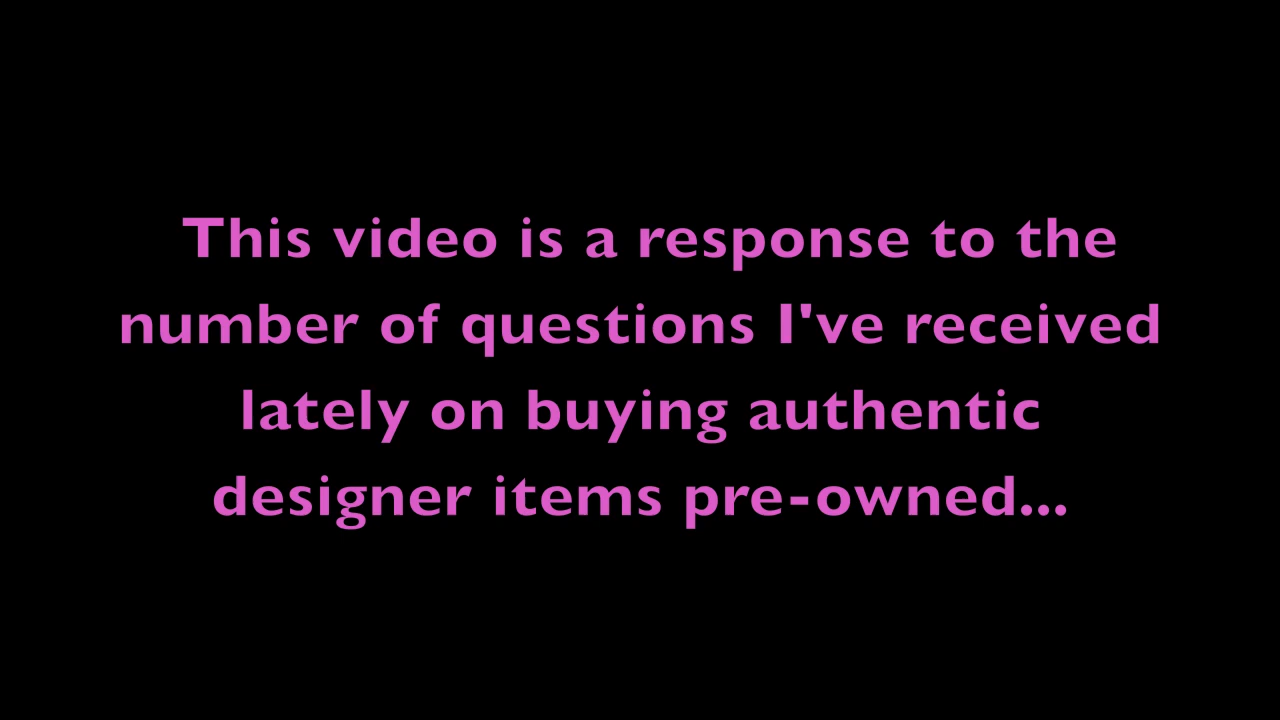 This video is a response to the
number of questions I've received
lately on buying authentic
designer items pre-owned...